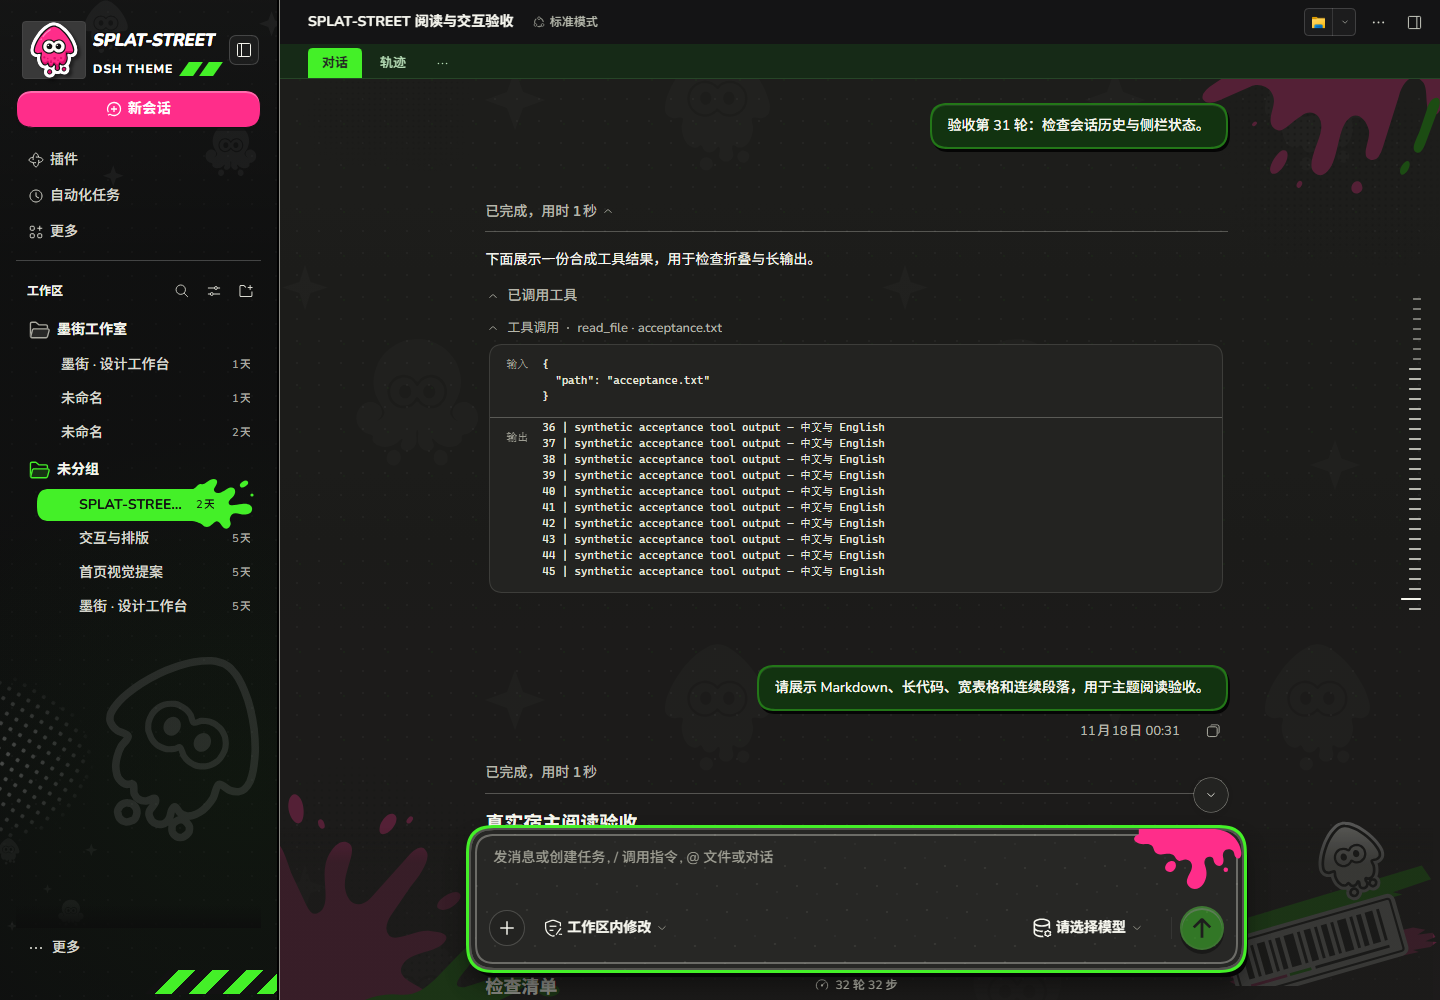 SPLAT-STREET
DSH THEME
新会话
插件
自动化任务
更多
工作区
墨街工作室
墨街 · 设计工作台 1天
未命名 1天
未命名 2天
未分组
SPLAT-STREE... 2天
交互与排版 5天
首页视觉提案 5天
墨街 · 设计工作台 5天
更多
SPLAT-STREET 阅读与交互验收 标准模式
对话 轨迹
验收第 31 轮：检查会话历史与侧栏状态。
已完成，用时 1秒
下面展示一份合成工具结果，用于检查折叠与长输出。
已调用工具
工具调用 · read_file · acceptance.txt
输入 {
"path": "acceptance.txt"
}
输出
36 | synthetic acceptance tool output — 中文与 English
37 | synthetic acceptance tool output — 中文与 English
38 | synthetic acceptance tool output — 中文与 English
39 | synthetic acceptance tool output — 中文与 English
40 | synthetic acceptance tool output — 中文与 English
41 | synthetic acceptance tool output — 中文与 English
42 | synthetic acceptance tool output — 中文与 English
43 | synthetic acceptance tool output — 中文与 English
44 | synthetic acceptance tool output — 中文与 English
45 | synthetic acceptance tool output — 中文与 English
请展示 Markdown、长代码、宽表格和连续段落，用于主题阅读验收。
11月18日 00:31
已完成，用时 1秒
真实宿主阅读验收
发消息或创建任务, / 调用指令, @ 文件或对话
工作区内修改 请选择模型
检查清单
32 轮 32 步